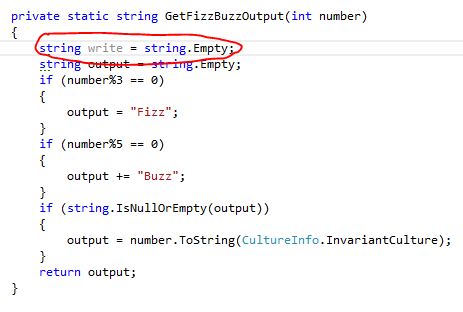 private static string GetFizzBuzzOutput(int number)
{
string write = string.Empty;
string output = string.Empty;
if (number%3 == 0)
{
output = "Fizz";
}
if (number%5 == 0)
{
output += "Buzz";
}
if (string.IsNullOrEmpty(output))
{
output = number.ToString(CultureInfo.InvariantCulture);
}
return output;
}